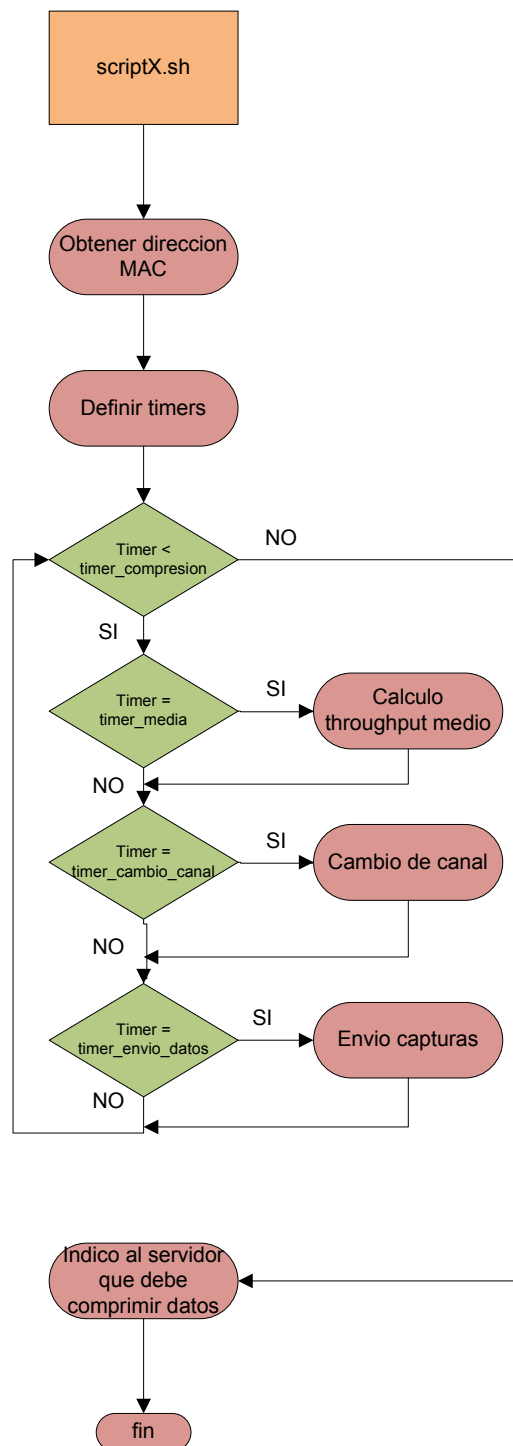 scriptX.sh
Obtener direccion
MAC
Definir timers
Timer <
timer_compresion
NO
SI
Timer =
timer_media
SI
Calculo
throughput medio
NO
Timer =
timer_cambio_canal
SI
Cambio de canal
NO
Timer =
timer_envio_datos
SI
Envio capturas
NO
Indico al servidor
que debe
comprimir datos
fin